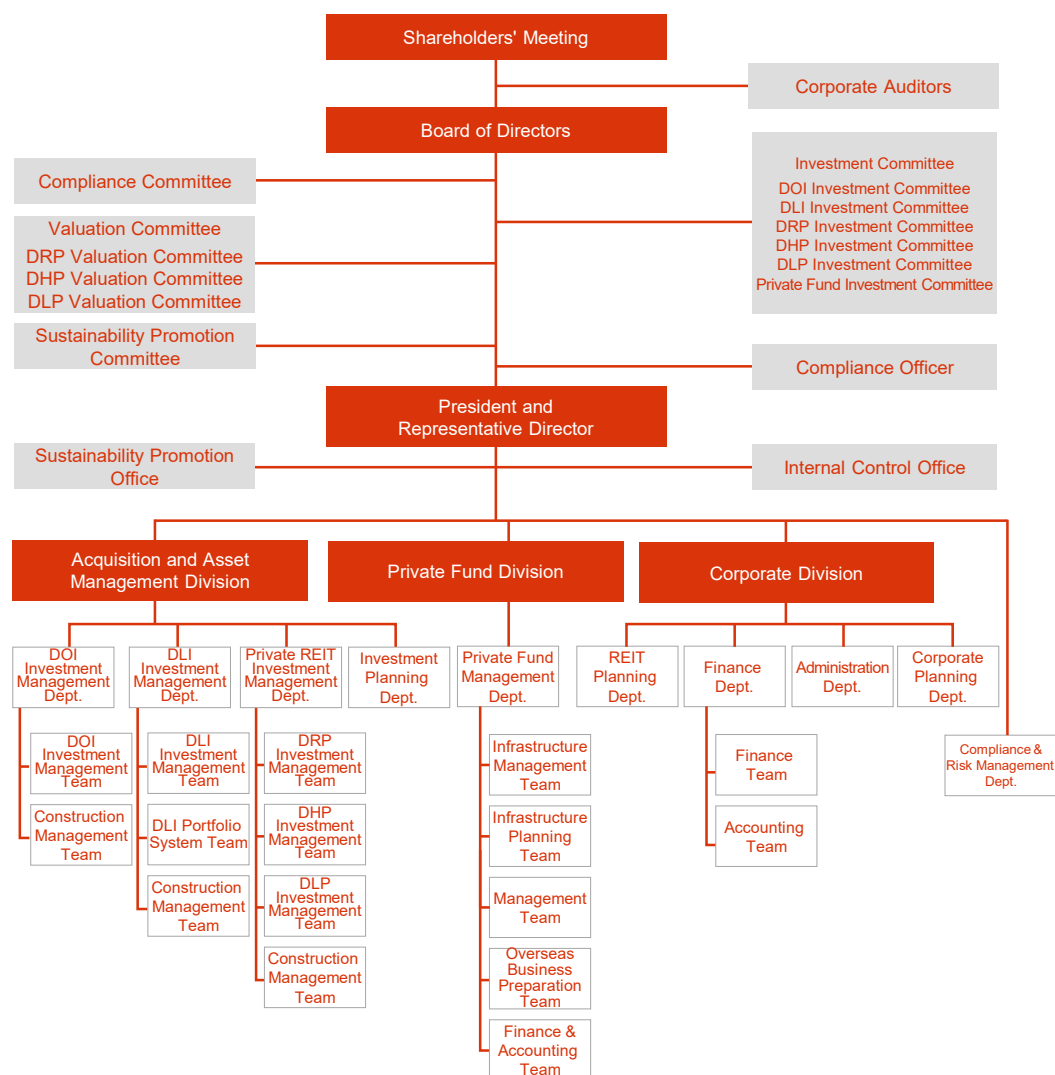 Shareholders' Meeting
Corporate Auditors
Board of Directors
Compliance Committee
Investment Committee
DOI Investment Committee
DLI Investment Committee
DRP Investment Committee
DHP Investment Committee
DLP Investment Committee
Private Fund Investment Committee
Valuation Committee
DRP Valuation Committee
DHP Valuation Committee
DLP Valuation Committee
Sustainability Promotion
Committee
Compliance Officer
President and
Representative Director
Sustainability Promotion
Office
Internal Control Office
Acquisition and Asset
Management Division
Private Fund Division
Corporate Division
DOI
Investment
Management
Dept.
DLI
Investment
Management
Dept.
Private REIT
Investment
Management
Dept.
Investment
Planning
Dept.
Private Fund
Management
Dept.
REIT
Planning
Dept.
Finance
Dept.
Administration
Dept.
Corporate
Planning
Dept.
Compliance &
Risk Management
Dept.
DOI
Investment
Management
Team
Construction
Management
Team
DLI
Investment
Management
Team
DLI Portfolio
System Team
Construction
Management
Team
DRP
Investment
Management
Team
DHP
Investment
Management
Team
DLP
Investment
Management
Team
Construction
Management
Team
Infrastructure
Management
Team
Infrastructure
Planning
Team
Management
Team
Overseas
Business
Preparation
Team
Finance &
Accounting
Team
Finance
Team
Accounting
Team